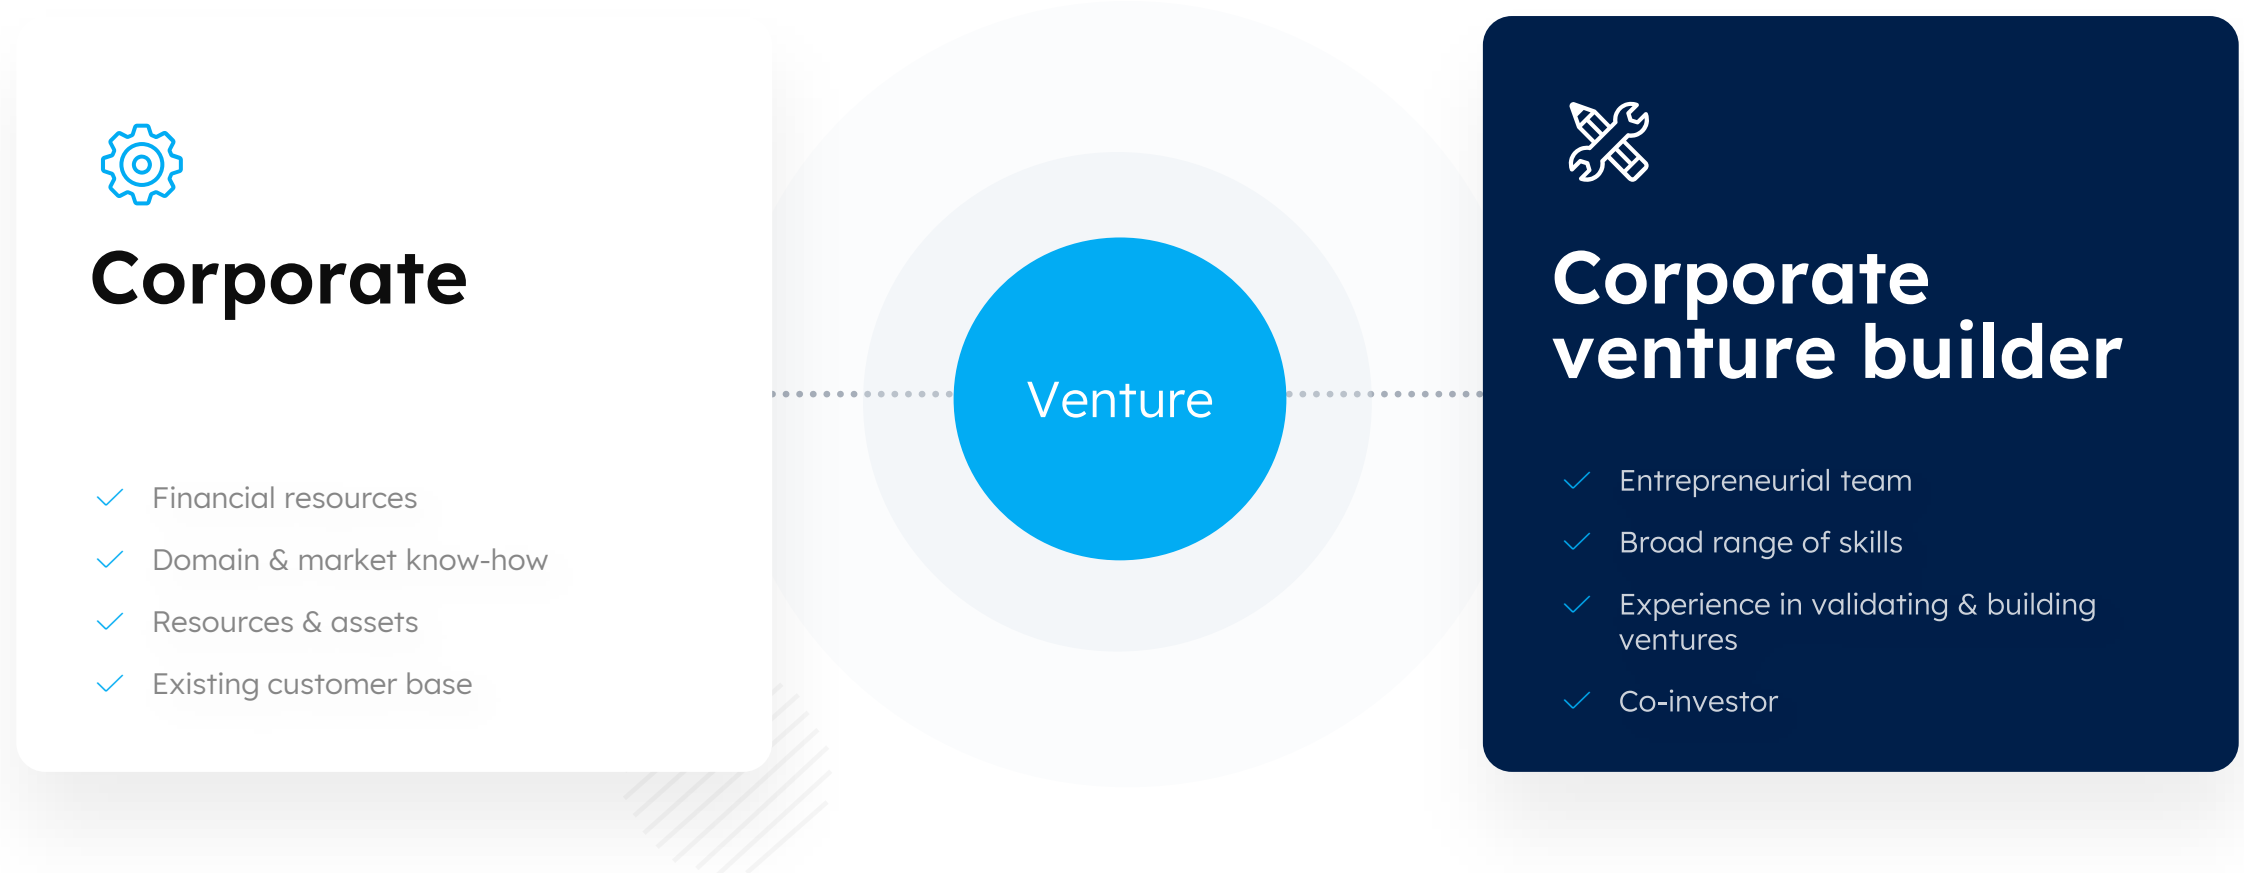 Corporate
Financial resources
Domain & market know-how
Resources & assets
Existing customer base
Venture
Corporate
venture builder
Entrepreneurial team
Broad range of skills
Experience in validating & building
ventures
Co-investor